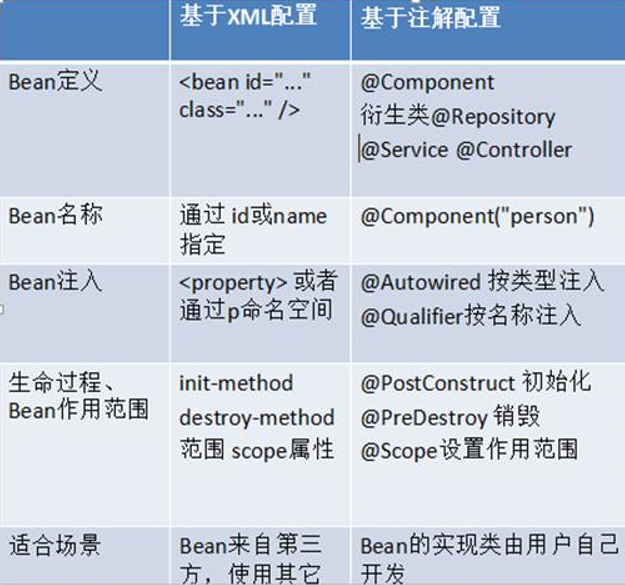 基于XML配置
基于注解配置
Bean定义
<bean id="..."
class="..." />
@Component
衍生类@Repository
@Service @Controller
Bean名称
通过 id或name
指定
@Component("person")
Bean注入
<property> 或者
通过p命名空间
@Autowired 按类型注入
@Qualifier按名称注入
生命过程、
Bean作用范围
init-method
destroy-method
范围 scope属性
@PostConstruct 初始化
@PreDestroy 销毁
@Scope设置作用范围
适合场景
Bean来自第三
方，使用其它
Bean的实现类由用户自己
开发